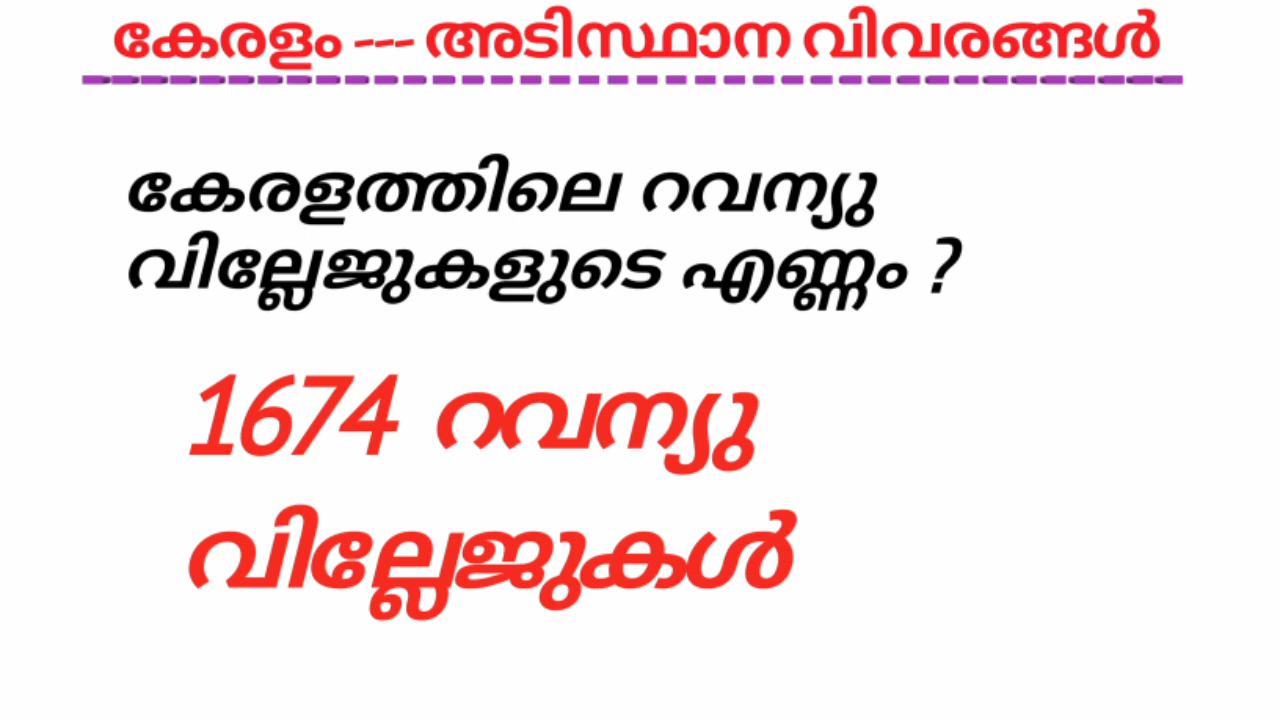 കേരളം --- അടിസ്ഥാന വിവരങ്ങൾ
കേരളത്തിലെ റവന്യു
വില്ലേജുകളുടെ എണ്ണം ?
1674 റവന്യു
വില്ലേജുകൾ